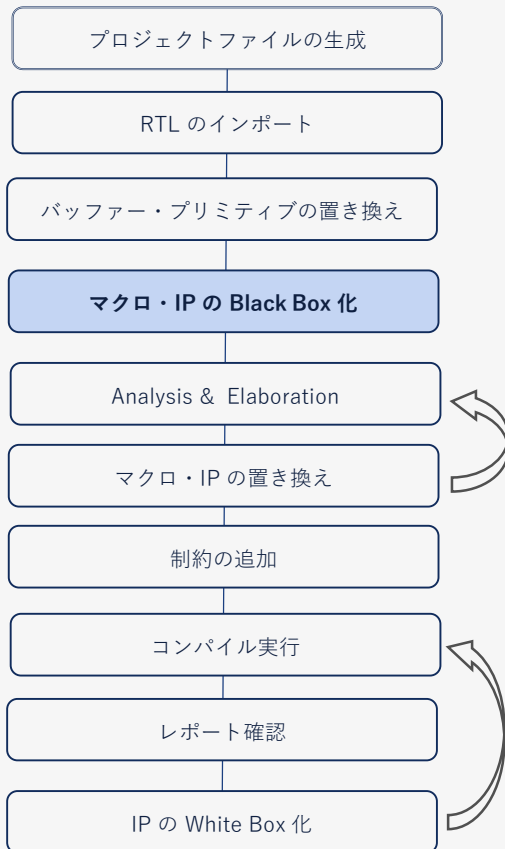 プロジェクトファイルの生成
RTL のインポート
バッファー・プリミティブの置き換え
マクロ・IP の Black Box 化
Analysis & Elaboration
マクロ・IP の置き換え
制約の追加
コンパイル実行
レポート確認
IP の White Box 化